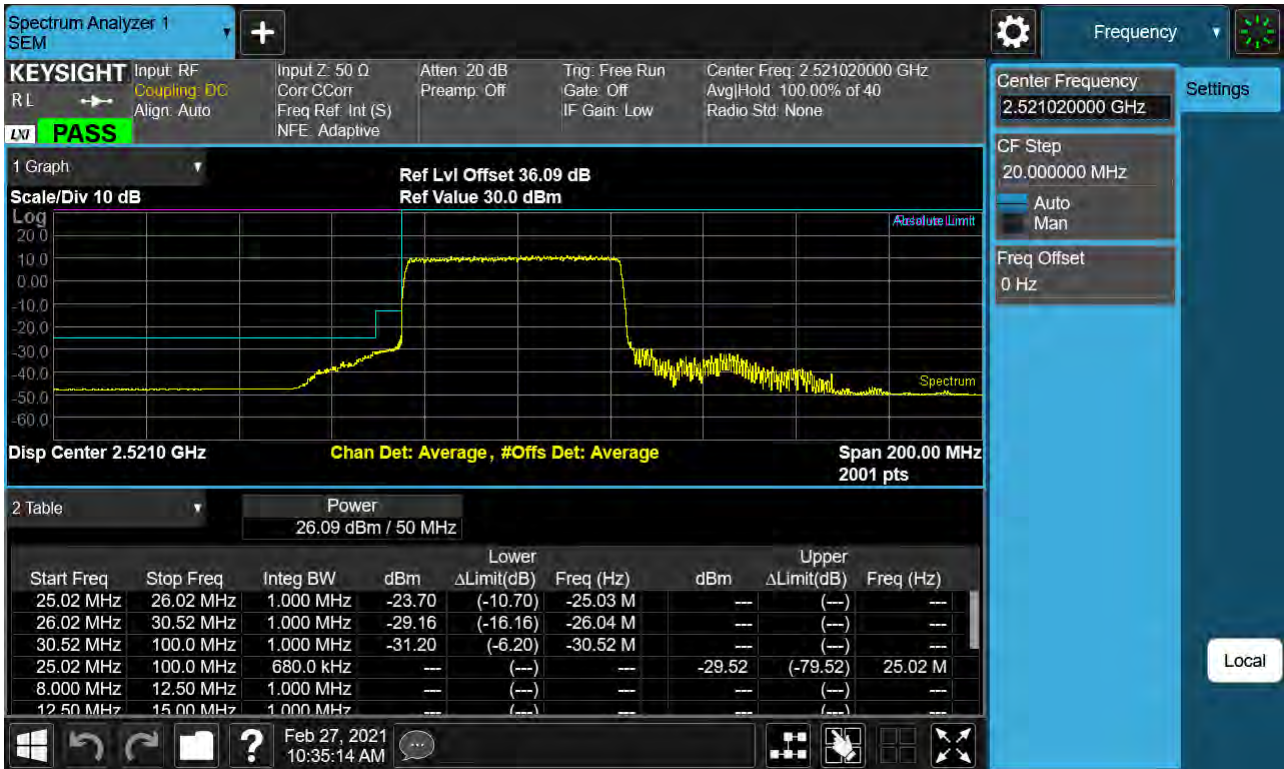 Spectrum Analyzer 1
SEM
Frequency
KEYSIGHT
R L
LXI
PASS
Input: RF
Coupling: DC
Align: Auto
Input Z: 50 Ω
Corr CCorr
Freq Ref: Int (S)
NFE: Adaptive
Atten: 20 dB
Preamp: Off
Trig: Free Run
Gate: Off
IF Gain: Low
Center Freq: 2.521020000 GHz
Avg|Hold: 100.00% of 40
Radio Std: None
Center Frequency
2.521020000 GHz
Settings
CF Step
20.000000 MHz
Auto
Man
Freq Offset
0 Hz
Local
1 Graph
Scale/Div 10 dB
Ref Lvl Offset 36.09 dB
Ref Value 30.0 dBm
Log
20.0
10.0
0.00
-10.0
-20.0
-30.0
-40.0
-50.0
-60.0
Absolute Limit
Spectrum
Disp Center 2.5210 GHz
Chan Det: Average, #Offs Det: Average
Span 200.00 MHz
2001 pts
2 Table
Power
26.09 dBm / 50 MHz
Lower Upper
Start Freq Stop Freq Integ BW dBm ΔLimit(dB) Freq (Hz) dBm ΔLimit(dB) Freq (Hz)
25.02 MHz 26.02 MHz 1.000 MHz -23.70 (-10.70) -25.03 M --- (---) ---
26.02 MHz 30.52 MHz 1.000 MHz -29.16 (-16.16) -26.04 M --- (---) ---
30.52 MHz 100.0 MHz 1.000 MHz -31.20 (-6.20) -30.52 M --- (---) ---
25.02 MHz 100.0 MHz 680.0 kHz --- (---) --- -29.52 (-79.52) 25.02 M
8.000 MHz 12.50 MHz 1.000 MHz --- (---) --- --- (---) ---
12.50 MHz 15.00 MHz 1.000 MHz --- (---) --- --- (---) ---
Feb 27, 2021
10:35:14 AM